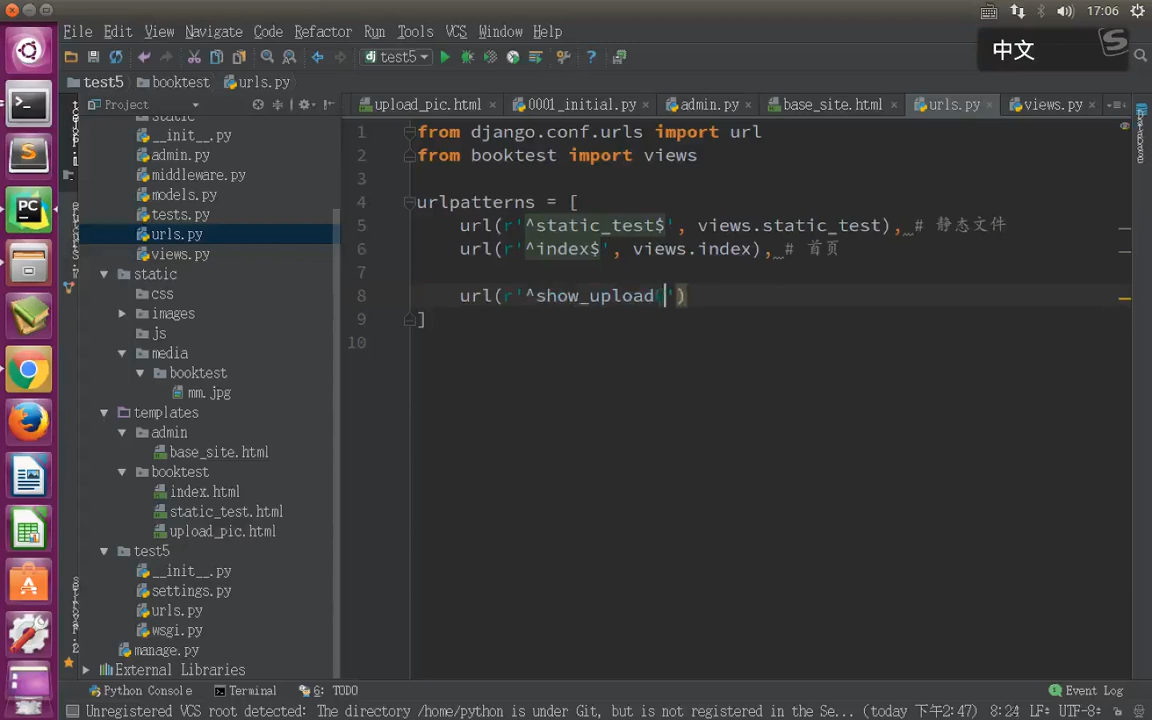 17:06
File Edit View Navigate Code Refactor Run Tools VCS Window Help
中文
test5
test5 booktest urls.py
Project
upload_pic.html 0001_initial.py admin.py base_site.html urls.py views.py
static
__init__.py
admin.py
middleware.py
models.py
tests.py
urls.py
views.py
static
css
images
js
media
booktest
mm.jpg
templates
admin
base_site.html
booktest
index.html
static_test.html
upload_pic.html
test5
__init__.py
settings.py
urls.py
wsgi.py
manage.py
External Libraries
1 from django.conf.urls import url
2 from booktest import views
3
4 urlpatterns = [
5 url(r'^static_test$', views.static_test), # 静态文件
6 url(r'^index$', views.index), # 首页
7
8 url(r'^show_upload')
9 ]
10
Python Console Terminal 6: TODO Event Log
Unregistered VCS root detected: The directory /home/python is under Git, but is not registered in the Se... (today 下午2:47) 8:24 LF÷ UTF-8÷